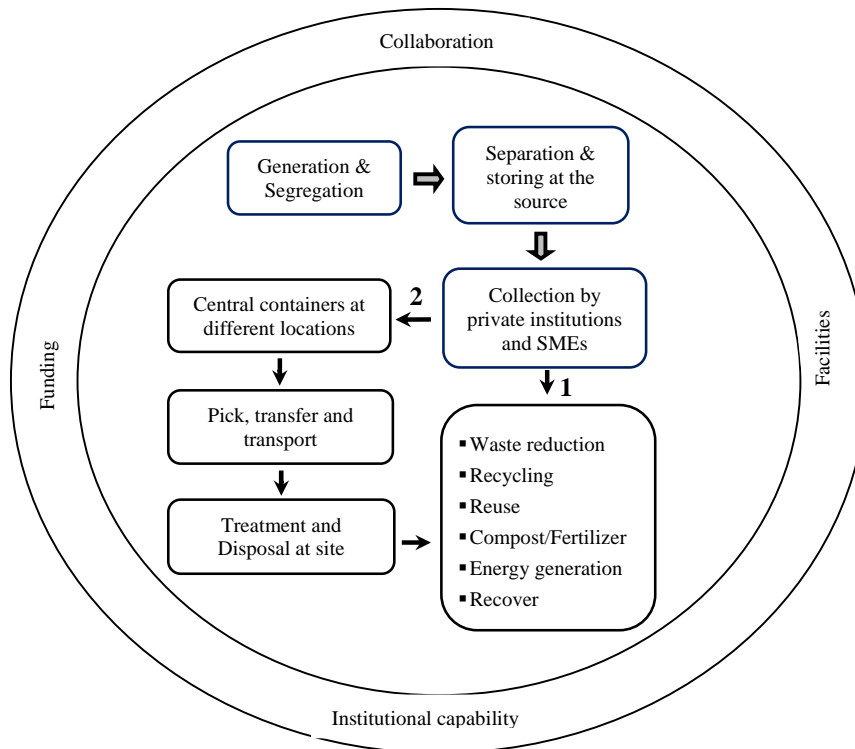 Collaboration
Generation &
Segregation
Separation &
storing at the
source
Central containers at
different locations
2
Collection by
private institutions
and SMEs
Funding
Facilities
1
Pick, transfer and
transport
▪ Waste reduction
▪ Recycling
▪ Reuse
▪ Compost/Fertilizer
▪ Energy generation
▪ Recover
Treatment and
Disposal at site
Institutional capability